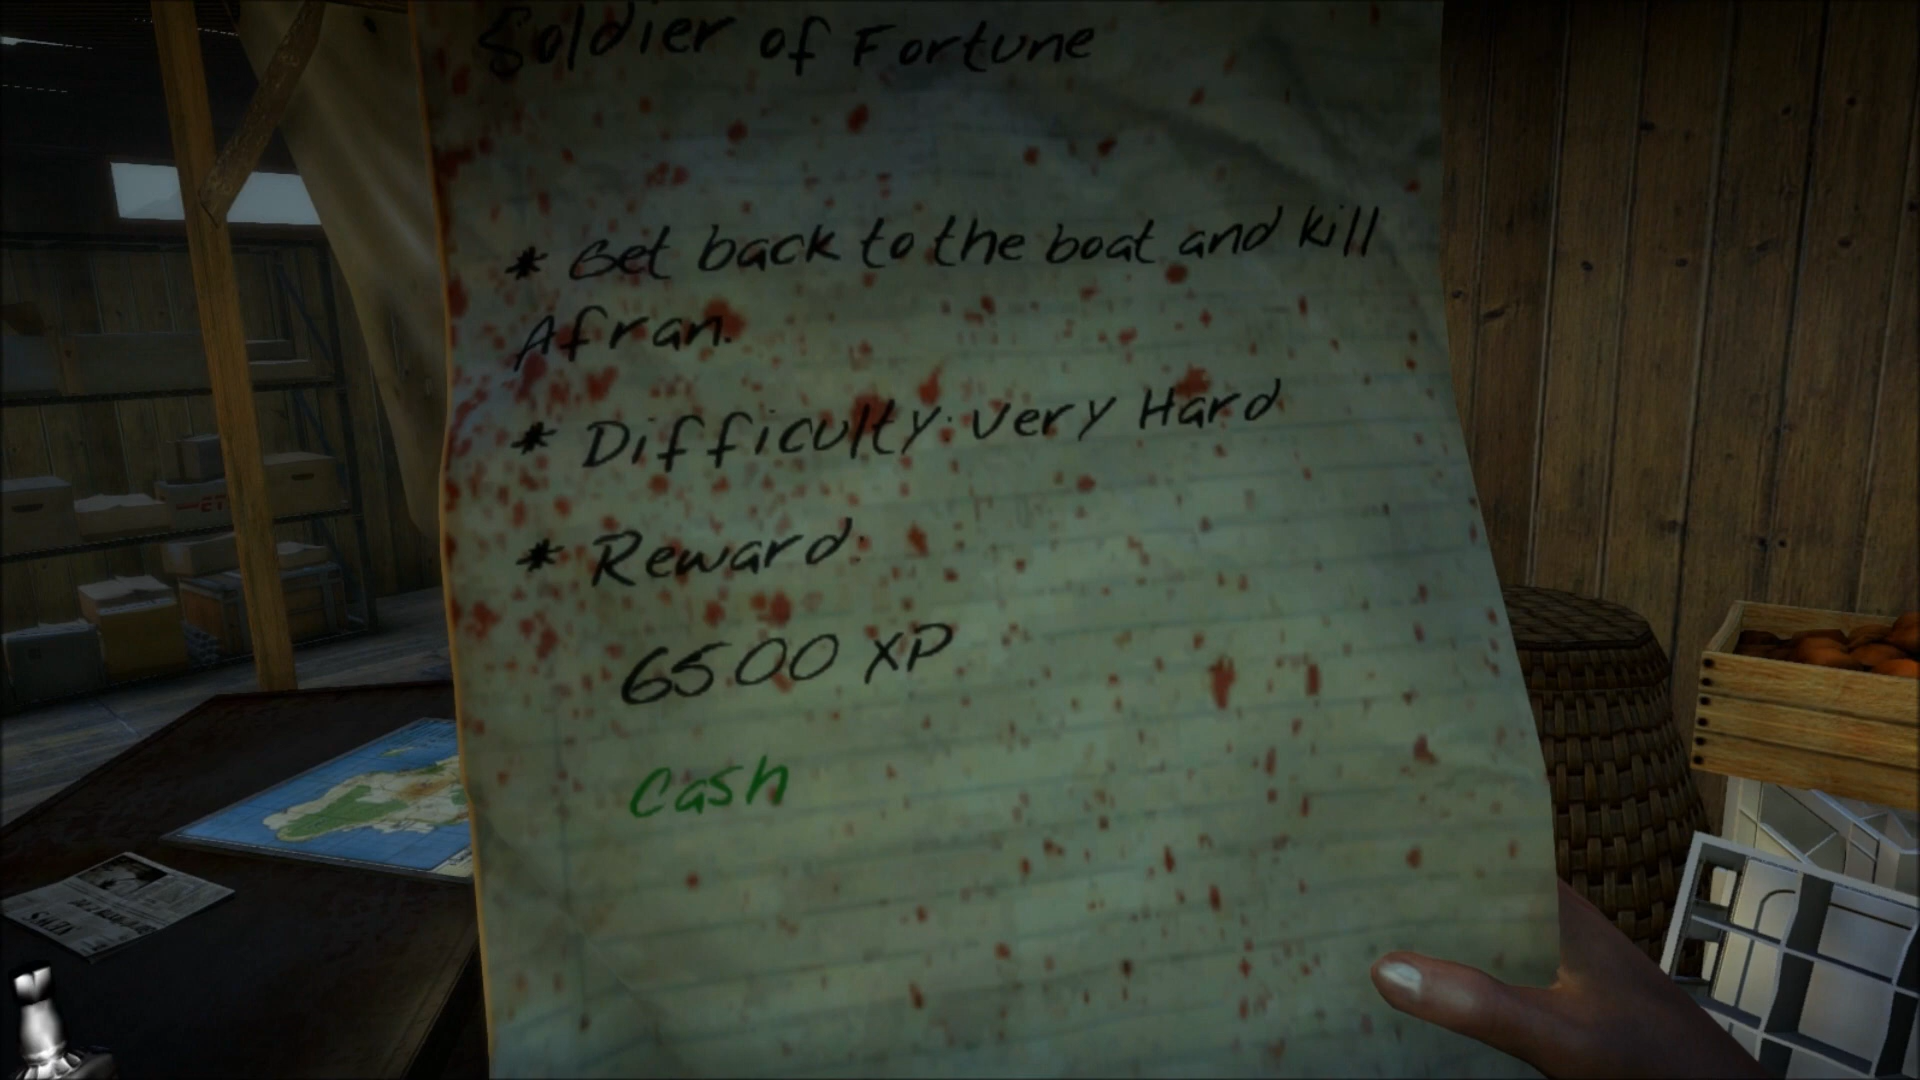 Soldier of Fortune
* Get back to the boat and kill
Afran.
* Difficulty: very Hard
* Reward:
6500 XP
Cash